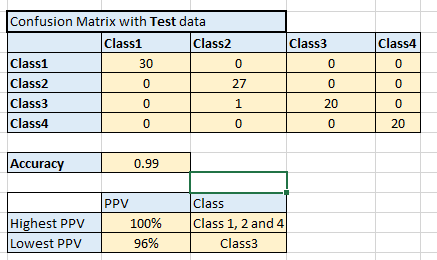 Confusion Matrix with Test data
Class1 Class2 Class3 Class4
Class1 30 0 0 0
Class2 0 27 0 0
Class3 0 1 20 0
Class4 0 0 0 20
Accuracy 0.99
PPV Class
Highest PPV 100% Class 1, 2 and 4
Lowest PPV 96% Class3